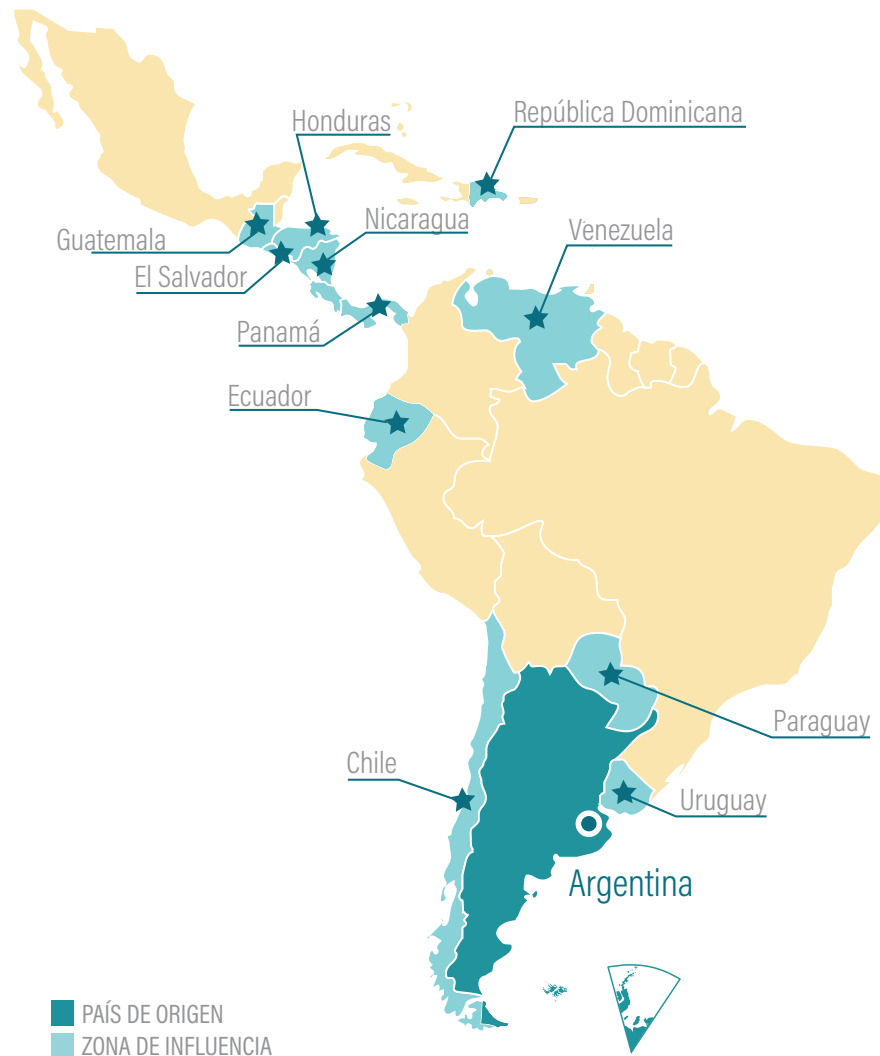 República Dominicana
Honduras
Nicaragua
Venezuela
Guatemala
El Salvador
Panamá
Ecuador
Paraguay
Chile
Uruguay
Argentina
PAÍS DE ORIGEN
ZONA DE INFLUENCIA